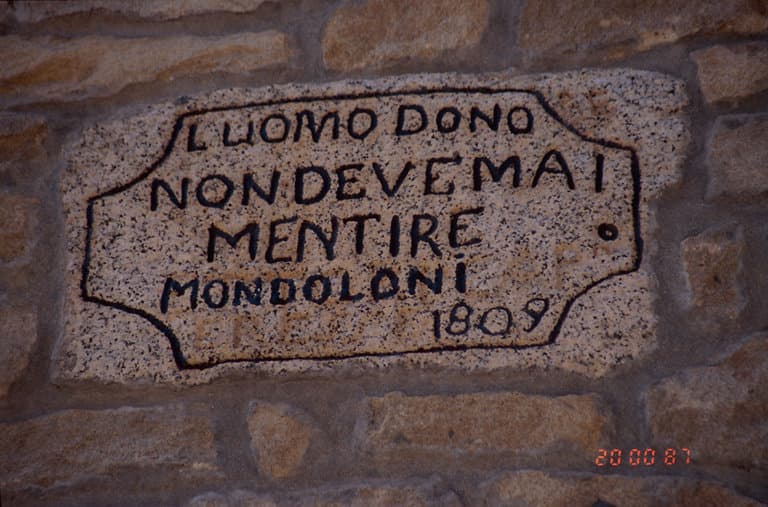 L'UOMO DONO
NON DEVE MAI
MENTIRE
MONDOLONI
1809
20 00 87